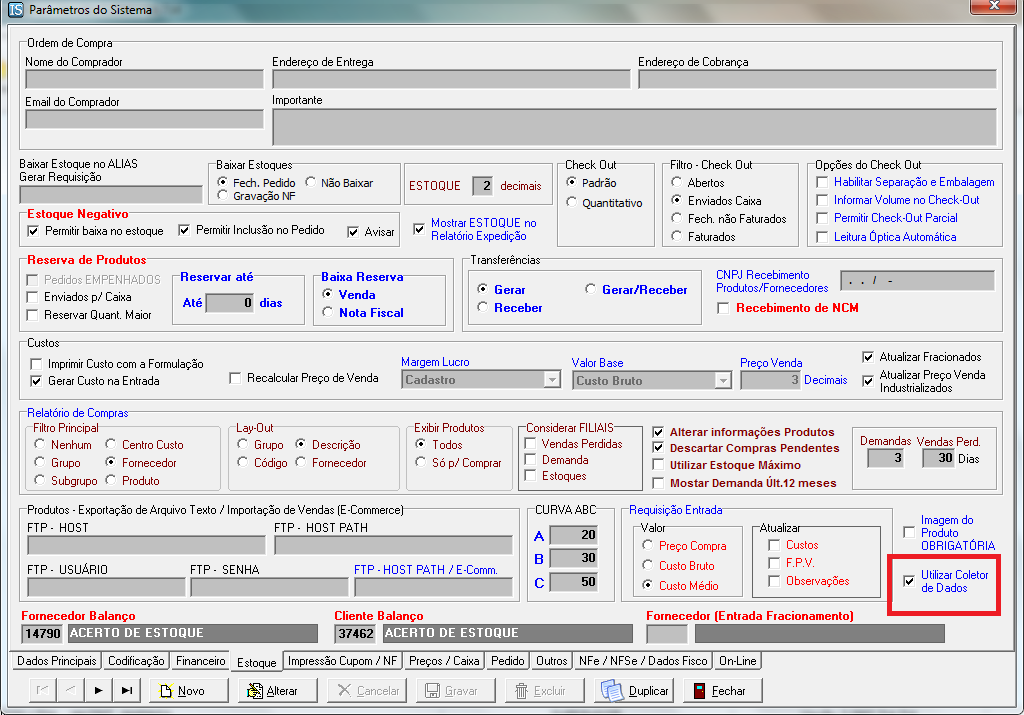 Parâmetros do Sistema
Ordem de Compra
Nome do Comprador
Endereço de Entrega
Endereço de Cobrança
Email do Comprador
Importante
Baixar Estoque no ALIAS
Gerar Requisição
Baixar Estoques
Fech. Pedido
Não Baixar
Gravação NF
ESTOQUE 2 decimais
Check Out
Padrão
Quantitativo
Filtro - Check Out
Abertos
Enviados Caixa
Fech. não Faturados
Faturados
Opções do Check Out
Habilitar Separação e Embalagem
Informar Volume no Check-Out
Permitir Check-Out Parcial
Leitura Óptica Automática
Estoque Negativo
Permitir baixa no estoque
Permitir Inclusão no Pedido
Avisar
Mostrar ESTOQUE no
Relatório Expedição
Reserva de Produtos
Pedidos EMPENHADOS
Enviados p/ Caixa
Reservar Quant. Maior
Reservar até
Até 0 dias
Baixa Reserva
Venda
Nota Fiscal
Transferências
Gerar
Gerar/Receber
Receber
CNPJ Recebimento
Produtos/Fornecedores
. . / -
Recebimento de NCM
Custos
Imprimir Custo com a Formulação
Gerar Custo na Entrada
Recalcular Preço de Venda
Margem Lucro
Cadastro
Valor Base
Custo Bruto
Preço Venda
3 Decimais
Atualizar Fracionados
Atualizar Preço Venda
Industrializados
Relatório de Compras
Filtro Principal
Nenhum
Centro Custo
Grupo
Fornecedor
Subgrupo
Produto
Lay-Out
Grupo
Descrição
Código
Fornecedor
Exibir Produtos
Todos
Só p/ Comprar
Considerar FILIAIS
Vendas Perdidas
Demanda
Estoques
Alterar informações Produtos
Descartar Compras Pendentes
Utilizar Estoque Máximo
Mostar Demanda Últ.12 meses
Demandas
3
Vendas Perd.
30 Dias
Produtos - Exportação de Arquivo Texto / Importação de Vendas (E-Commerce)
FTP - HOST
FTP - HOST PATH
FTP - USUÁRIO
FTP - SENHA
FTP - HOST PATH / E-Comm.
CURVA ABC
A 20
B 30
C 50
Requisição Entrada
Valor
Preço Compra
Custo Bruto
Custo Médio
Atualizar
Custos
F.P.V.
Observações
Imagem do
Produto
OBRIGATÓRIA
Utilizar Coletor
de Dados
Fornecedor Balanço
14790 ACERTO DE ESTOQUE
Cliente Balanço
37462 ACERTO DE ESTOQUE
Fornecedor (Entrada Fracionamento)
Dados Principais
Codificação
Financeiro
Estoque
Impressão Cupom / NF
Preços / Caixa
Pedido
Outros
NFe / NFSe / Dados Fisco
On-Line
Novo
Alterar
Cancelar
Gravar
Excluir
Duplicar
Fechar